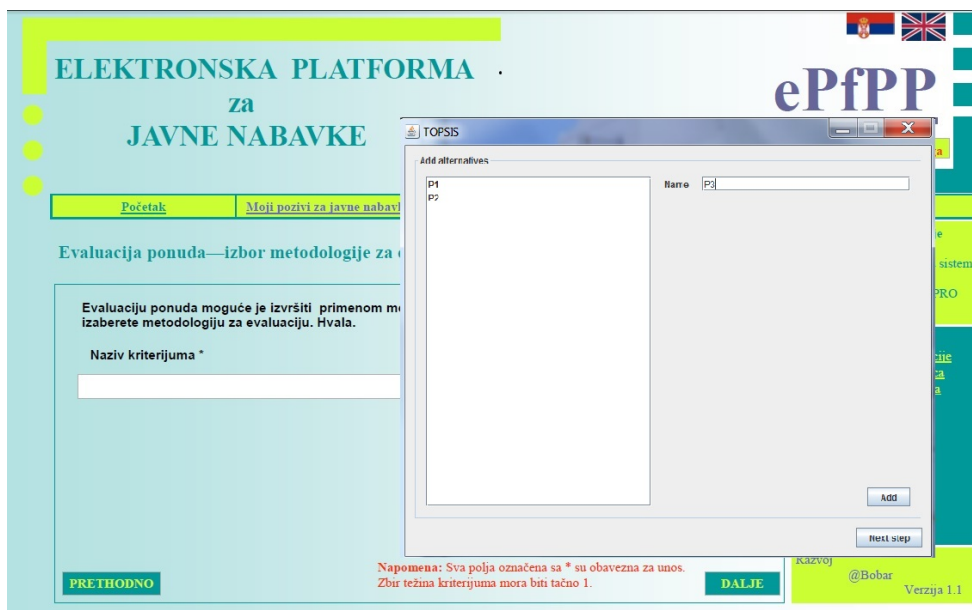 ELEKTRONSKA PLATFORMA
za
JAVNE NABAVKE
ePfPP
Početak
Moji pozivi za javne
Evaluacija ponuda—izbor metodologije za
Evaluaciju ponuda moguće je izvršiti primenom
izaberete metodologiju za evaluaciju. Hvala.
Naziv kriterijuma *
TOPSIS
Add alternatives
P1
P2
Name
P3
Add
Next step
e
sistem
PRO
Napomena: Sva polja označena sa * su obavezna za unos.
Zbir težina kriterijuma mora biti tačno 1.
PRETHODNO
DALJE
Razvoj
@Bobar
Verzija 1.1